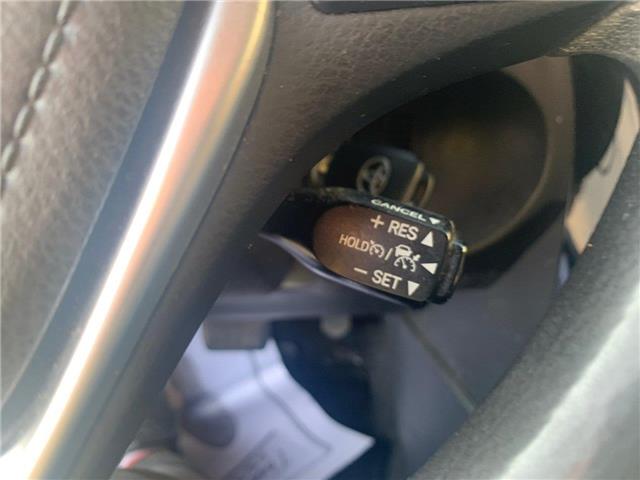 CANCEL▼
+ RES ▲
HOLD / ◀
− SET ▼